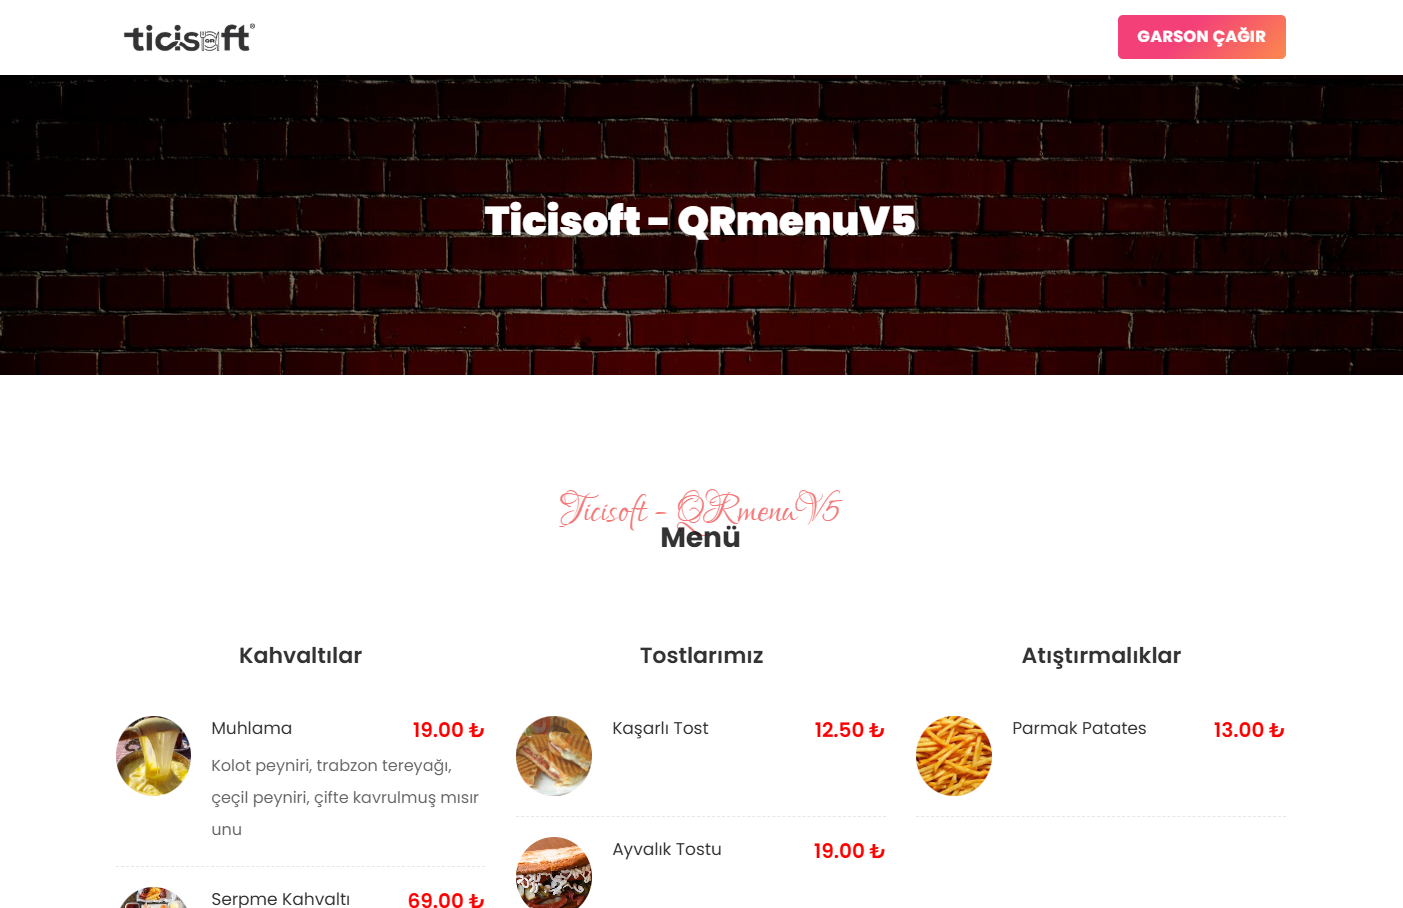 ticisoft®
GARSON ÇAĞIR
Ticisoft - QRmenuV5
Ticisoft - QRmenuV5
Menü
Kahvaltılar
Muhlama 19.00 ₺
Kolot peyniri, trabzon tereyağı,
çeçil peyniri, çifte kavrulmuş mısır
unu
Serpme Kahvaltı 69.00 ₺
Tostlarımız
Kaşarlı Tost 12.50 ₺
Ayvalık Tostu 19.00 ₺
Atıştırmalıklar
Parmak Patates 13.00 ₺